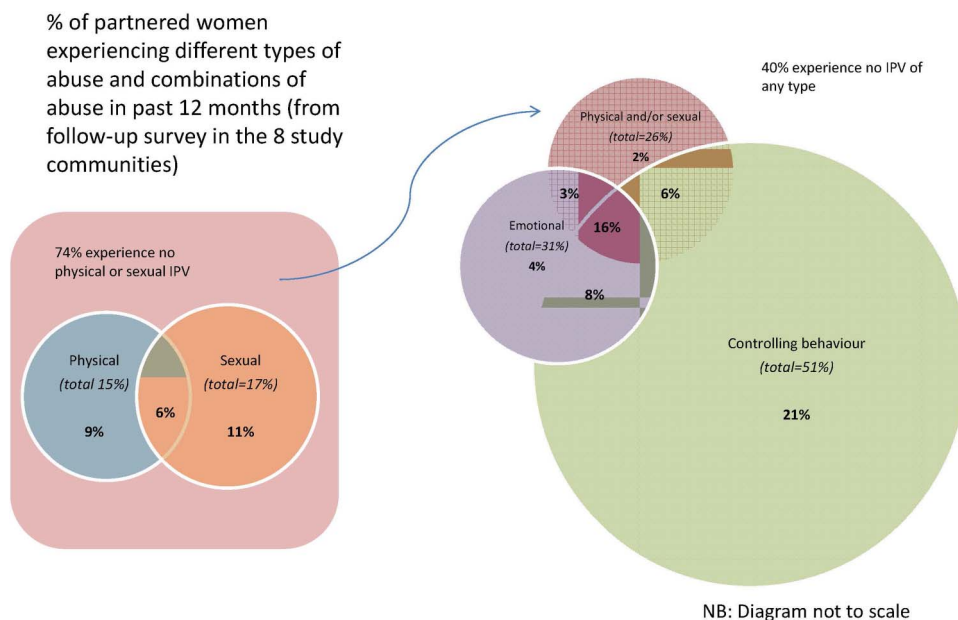 % of partnered women
experiencing different types of
abuse and combinations of
abuse in past 12 months (from
follow-up survey in the 8 study
communities)
74% experience no
physical or sexual IPV
Physical
(total 15%)
9%
6%
Sexual
(total=17%)
11%
40% experience no IPV of
any type
Physical and/or sexual
(total=26%)
2%
3%
6%
16%
Emotional
(total=31%)
4%
8%
Controlling behaviour
(total=51%)
21%
NB: Diagram not to scale